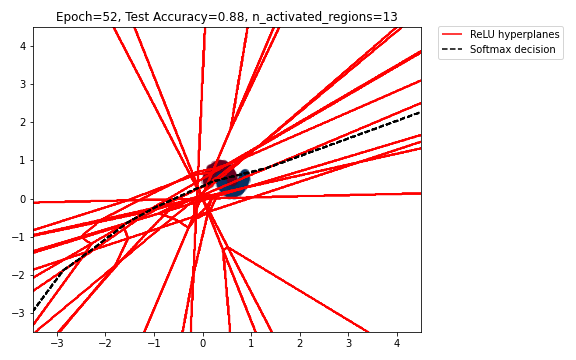 Epoch=52, Test Accuracy=0.88, n_activated_regions=13
ReLU hyperplanes
Softmax decision
4
3
2
1
0
−1
−2
−3
−3 −2 −1 0 1 2 3 4